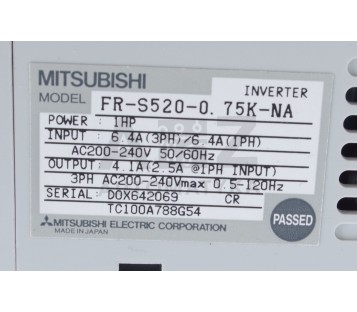 MITSUBISHI INVERTER
MODEL FR-S520-0.75K-NA
POWER : 1HP
INPUT : 6.4A(3PH)/6.4A(1PH)
AC200-240V 50/60Hz
OUTPUT: 4.1A(2.5A @1PH INPUT)
3PH AC200-240Vmax 0.5-120Hz
SERIAL: D0X642069 CR
TC100A788G54
PASSED
MITSUBISHI ELECTRIC CORPORATION
MADE IN JAPAN